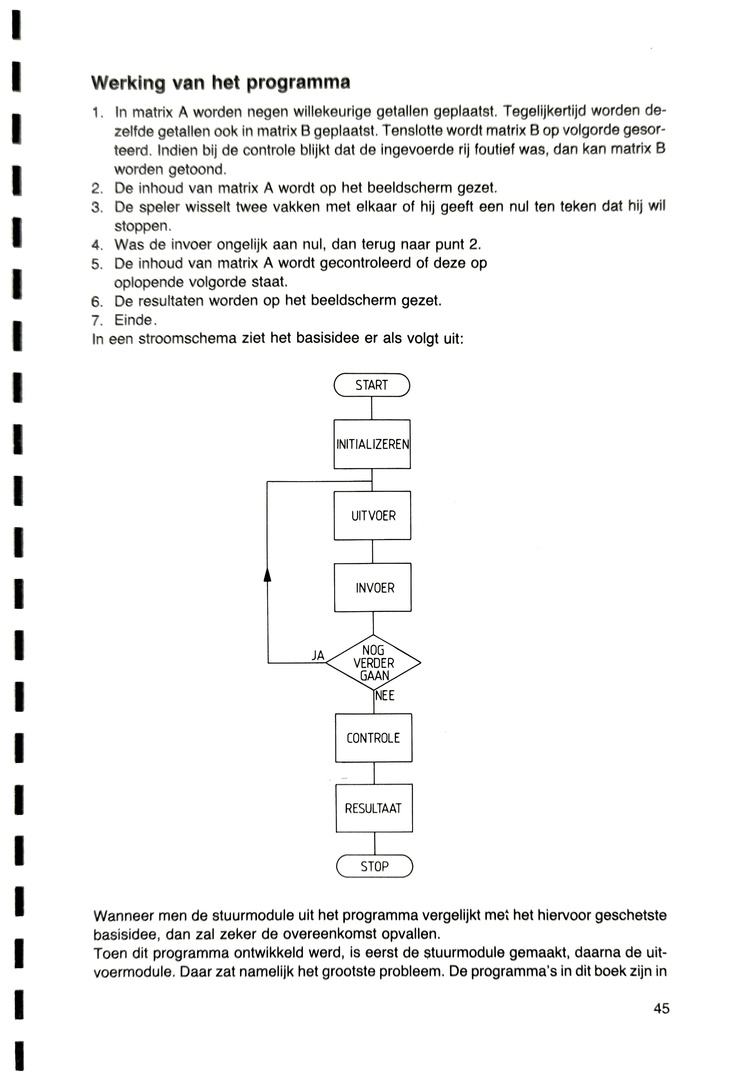 Werking van het programma
1. In matrix A worden negen willekeurige getallen geplaatst. Tegelijkertijd worden de-
zelfde getallen ook in matrix B geplaatst. Tenslotte wordt matrix B op volgorde gesor-
teerd. Indien bij de controle blijkt dat de ingevoerde rij foutief was, dan kan matrix B
worden getoond.
2. De inhoud van matrix A wordt op het beeldscherm gezet.
3. De speler wisselt twee vakken met elkaar of hij geeft een nul ten teken dat hij wil
stoppen.
4. Was de invoer ongelijk aan nul, dan terug naar punt 2.
5. De inhoud van matrix A wordt gecontroleerd of deze op
oplopende volgorde staat.
6. De resultaten worden op het beeldscherm gezet.
7. Einde.
In een stroomschema ziet het basisidee er als volgt uit:
START
INITIALIZEREN
UITVOER
INVOER
JA
NOG
VERDER
GAAN
NEE
CONTROLE
RESULTAAT
STOP
Wanneer men de stuurmodule uit het programma vergelijkt met het hiervoor geschetste
basisidee, dan zal zeker de overeenkomst opvallen.
Toen dit programma ontwikkeld werd, is eerst de stuurmodule gemaakt, daarna de uit-
voermodule. Daar zat namelijk het grootste probleem. De programma's in dit boek zijn in
45